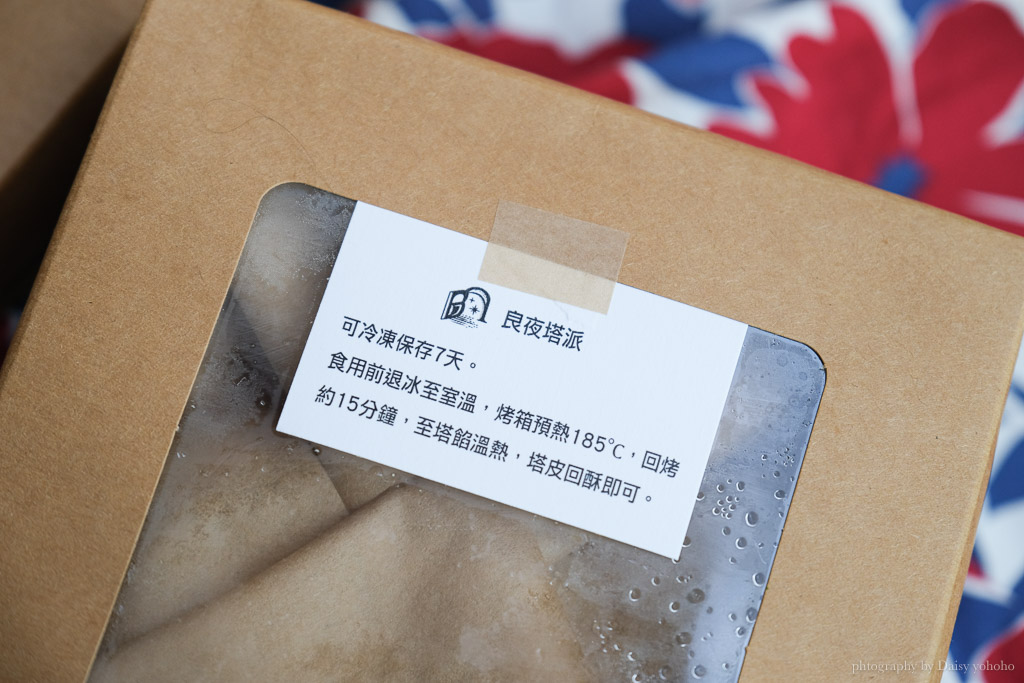 良夜塔派
可冷凍保存7天。
食用前退冰至室溫，烤箱預熱185℃，回烤
約15分鐘，至塔餡溫熱，塔皮回酥即可。
phtography by Daisy yohoho